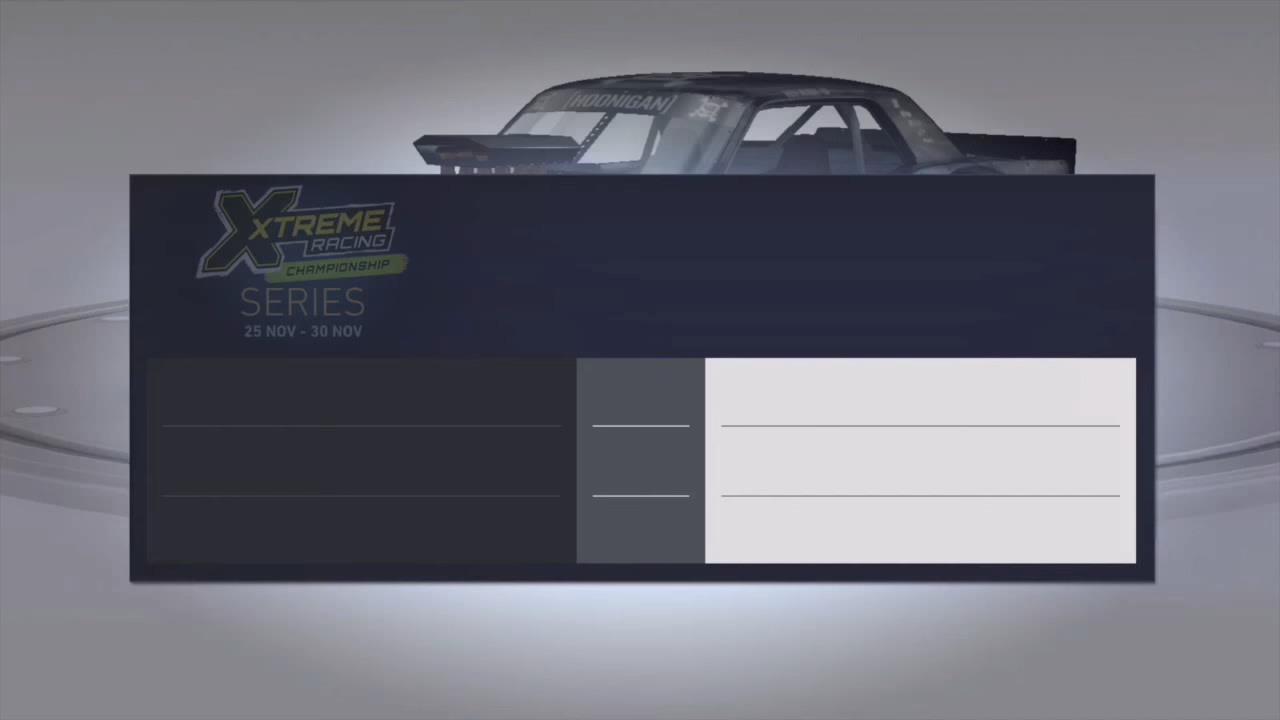 [HOONIGAN]
XTREME
RACING
CHAMPIONSHIP
SERIES
25 NOV - 30 NOV